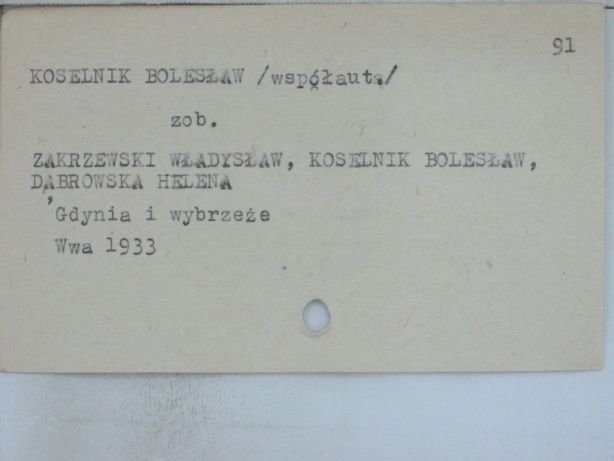 91
KOSELNIK BOLESŁAW /współaut./
zob.
ZAKRZEWSKI WŁADYSŁAW, KOSELNIK BOLESŁAW,
DĄBROWSKA HELENA
Gdynia i wybrzeże
Wwa 1933